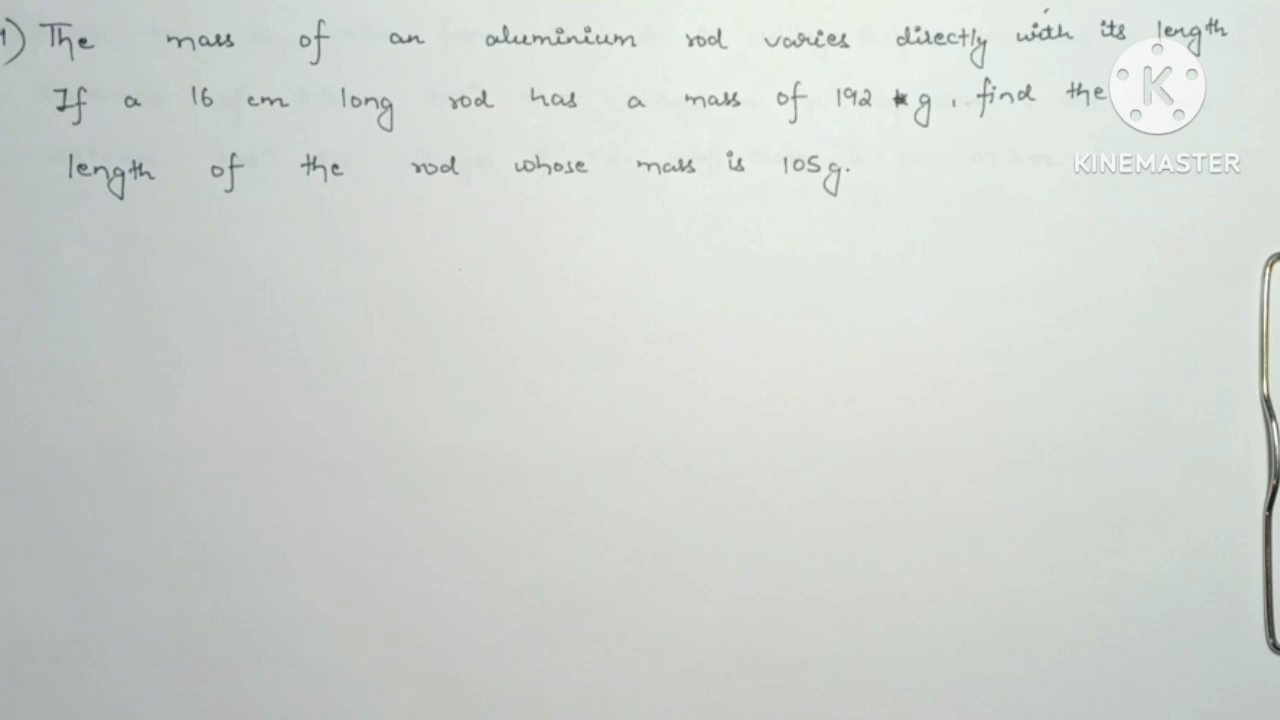 1) The mass of an aluminium rod varies directly with its length
If a 16 cm long rod has a mass of 192 g, find the
length of the rod whose mass is 105g.
K
KINEMASTER